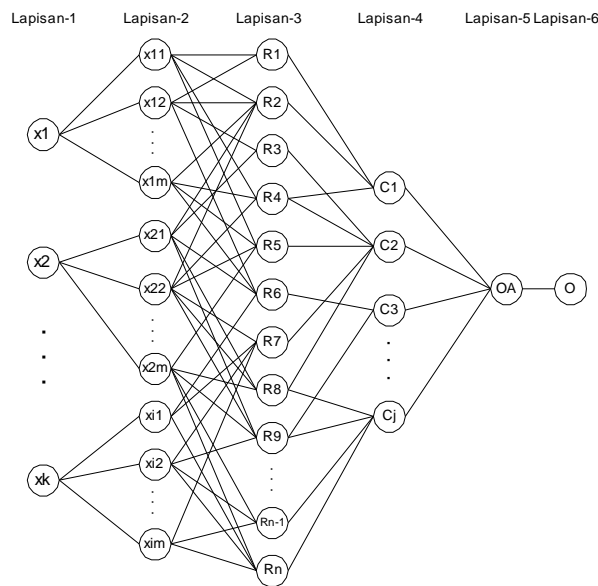 Lapisan-1 Lapisan-2 Lapisan-3 Lapisan-4 Lapisan-5 Lapisan-6
x1
x2
xk
x11
x12
x1m
x21
x22
x2m
xi1
xi2
xim
R1
R2
R3
R4
R5
R6
R7
R8
R9
Rn-1
Rn
C1
C2
C3
Cj
OA
O